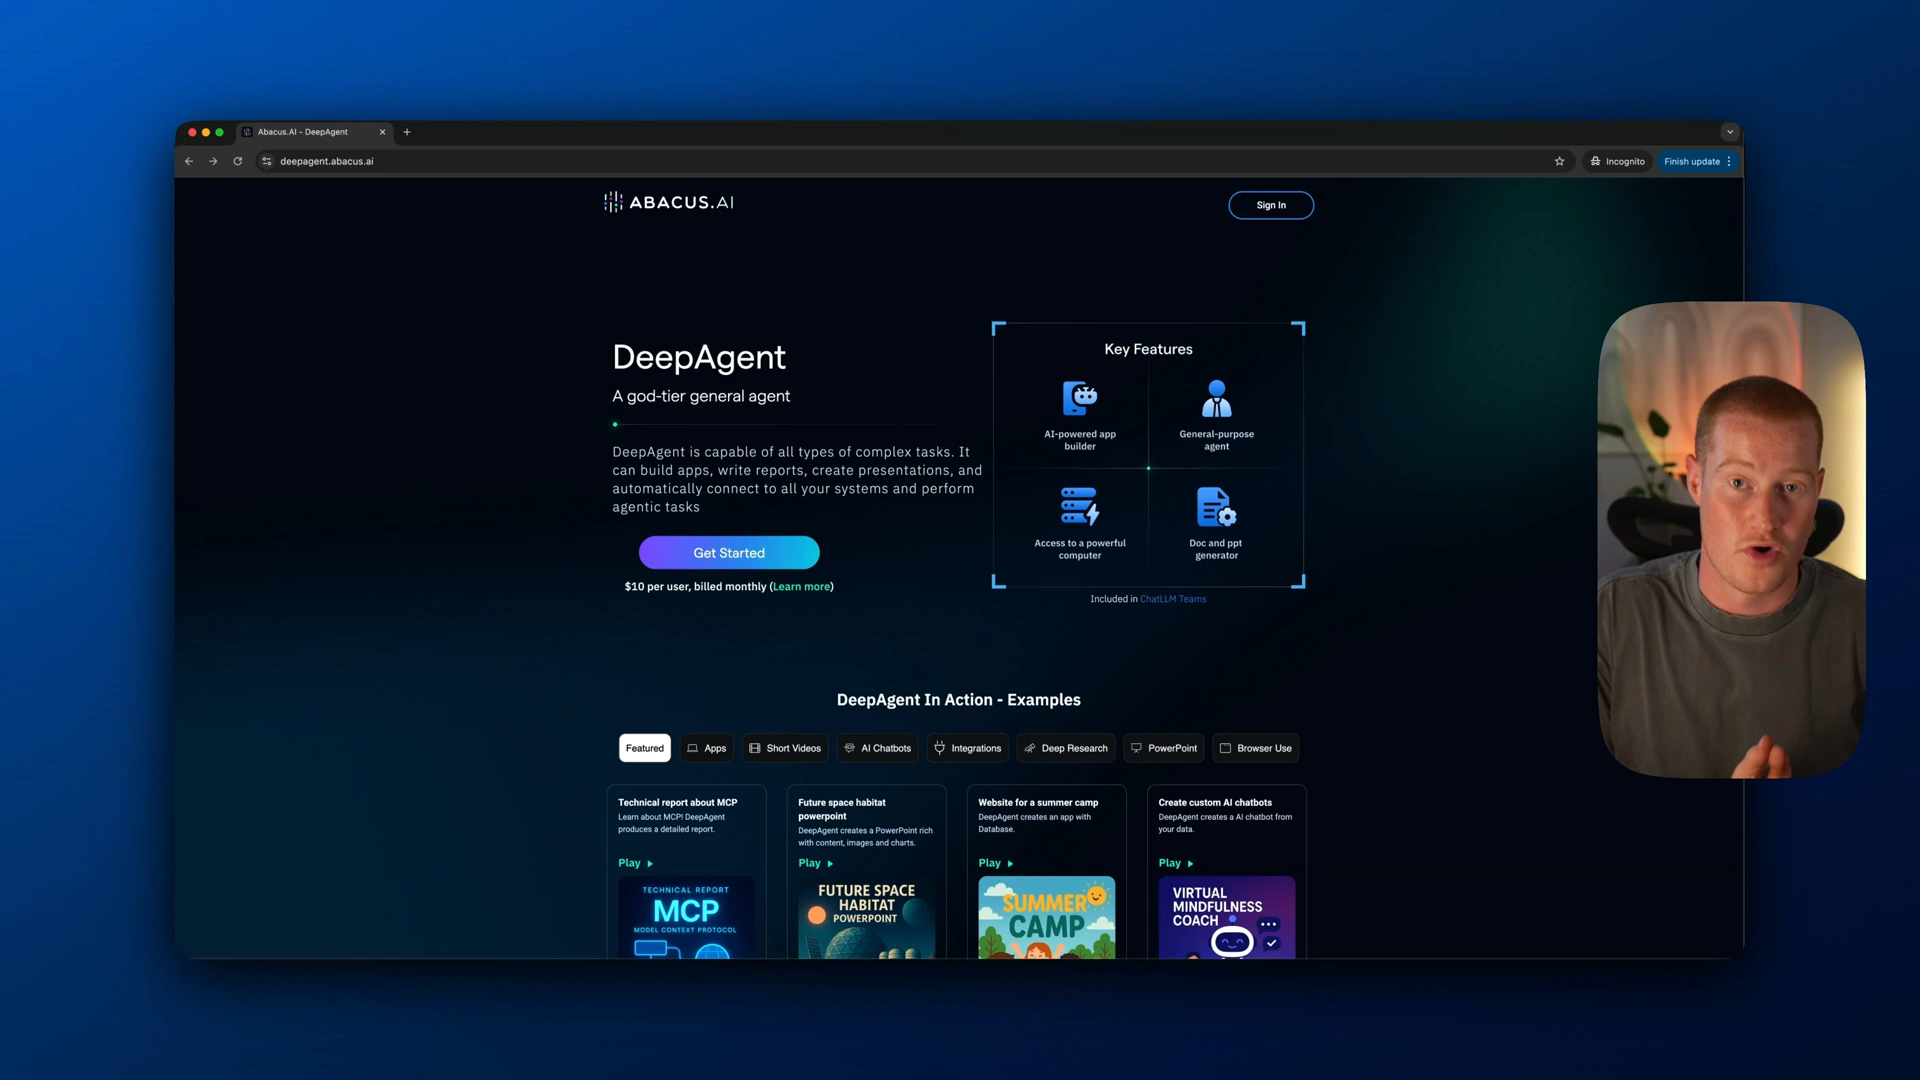 Abacus.AI - DeepAgent
deepagent.abacus.ai
Incognito
Finish update
ABACUS.AI
Sign In
DeepAgent
A god-tier general agent
DeepAgent is capable of all types of complex tasks. It
can build apps, write reports, create presentations, and
automatically connect to all your systems and perform
agentic tasks
Get Started
$10 per user, billed monthly (Learn more)
Key Features
AI-powered app
builder
General-purpose
agent
Access to a powerful
computer
Doc and ppt
generator
Included in ChatLLM Teams
DeepAgent In Action - Examples
Featured
Apps
Short Videos
AI Chatbots
Integrations
Deep Research
PowerPoint
Browser Use
Technical report about MCP
Learn about MCP! DeepAgent
produces a detailed report.
Play
TECHNICAL REPORT
MCP
MODEL CONTEXT PROTOCOL
Future space habitat
powerpoint
DeepAgent creates a PowerPoint rich
with content, images and charts.
Play
FUTURE SPACE
HABITAT
POWERPOINT
Website for a summer camp
DeepAgent creates an app with
Database.
Play
SUMMER
CAMP
Create custom AI chatbots
DeepAgent creates a AI chatbot from
your data.
Play
VIRTUAL
MINDFULNESS
COACH